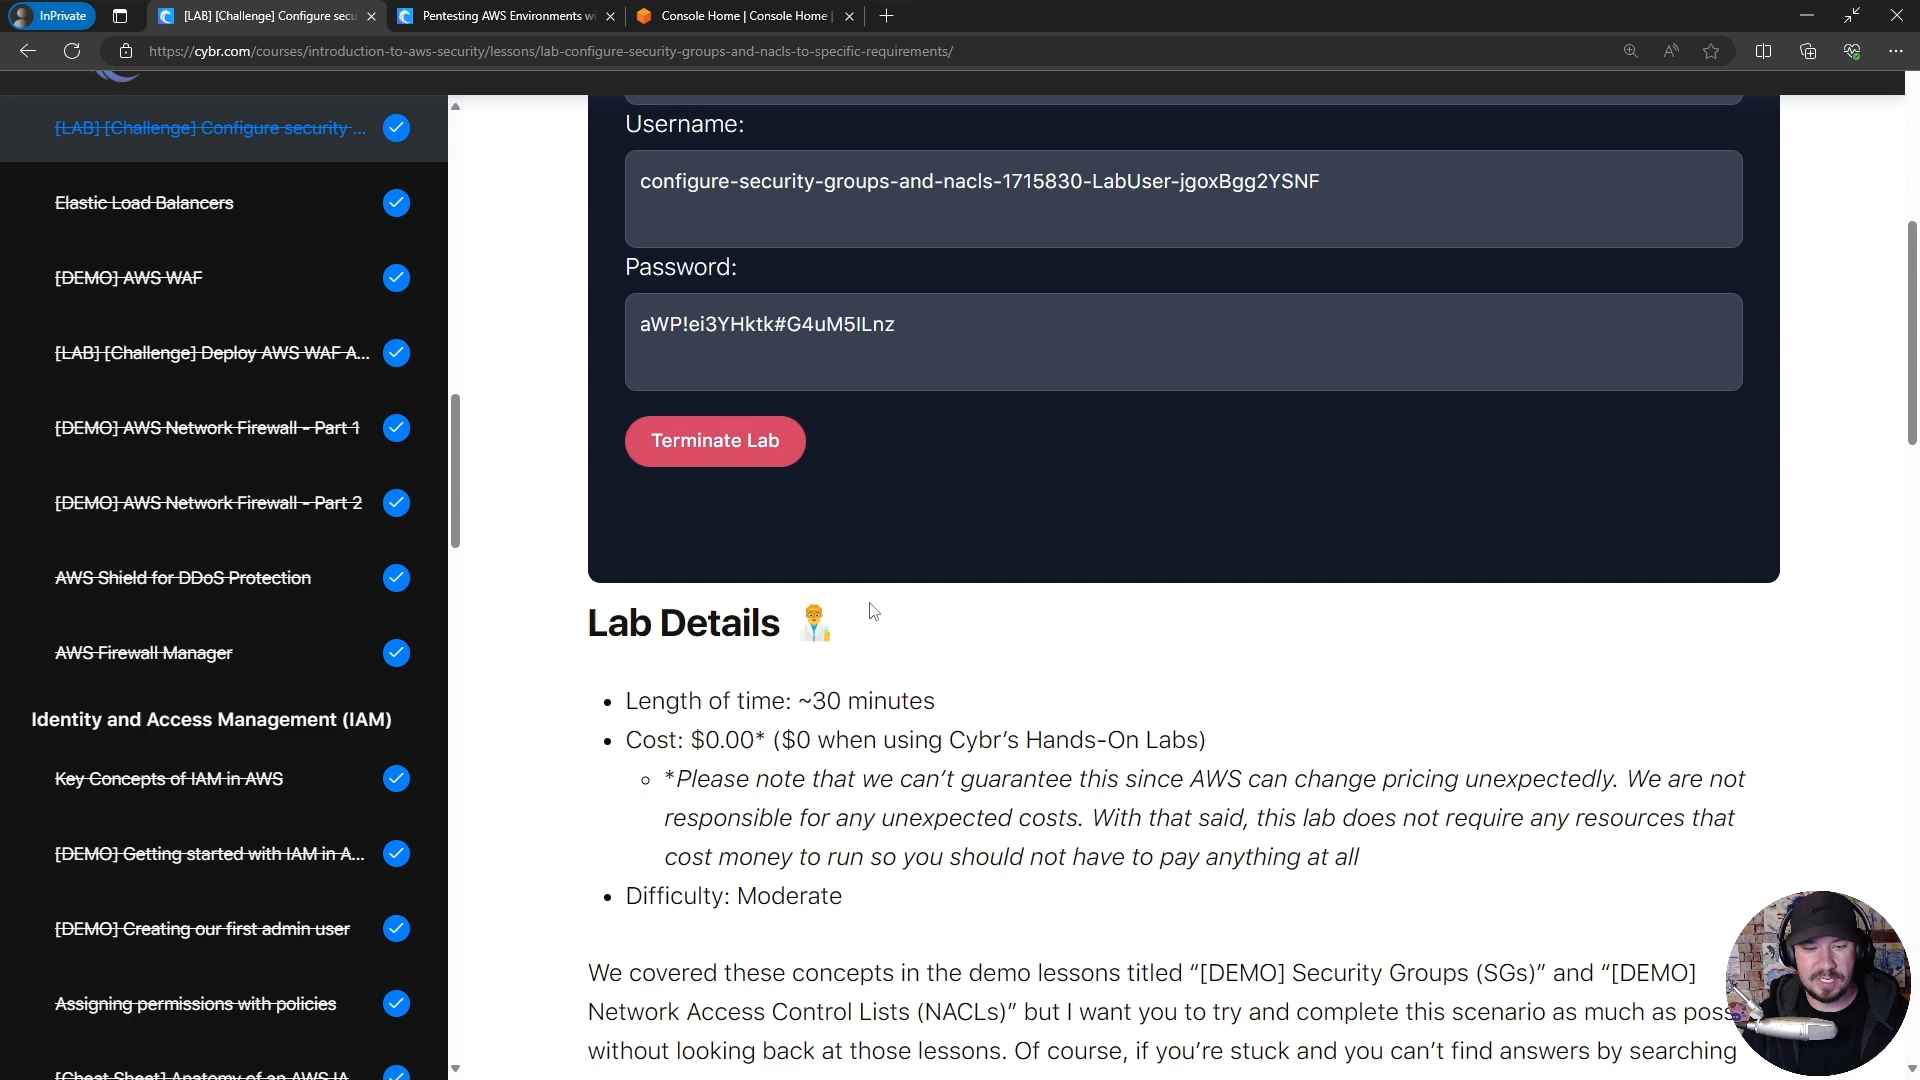 InPrivate
[LAB] [Challenge] Configure secu
Pentesting AWS Environments wi
Console Home | Console Home |
https://cybr.com/courses/introduction-to-aws-security/lessons/lab-configure-security-groups-and-nacls-to-specific-requirements/
[LAB] [Challenge] Configure security ...
Elastic Load Balancers
[DEMO] AWS WAF
[LAB] [Challenge] Deploy AWS WAF A...
[DEMO] AWS Network Firewall - Part 1
[DEMO] AWS Network Firewall - Part 2
AWS Shield for DDoS Protection
AWS Firewall Manager
Identity and Access Management (IAM)
Key Concepts of IAM in AWS
[DEMO] Getting started with IAM in A...
[DEMO] Creating our first admin user
Assigning permissions with policies
[Cheat Sheet] Anatomy of an AWS IA
Username:
configure-security-groups-and-nacls-1715830-LabUser-jgoxBgg2YSNF
Password:
aWP!ei3YHktk#G4uM5ILnz
Terminate Lab
Lab Details
• Length of time: ~30 minutes
• Cost: $0.00* ($0 when using Cybr’s Hands-On Labs)
○ *Please note that we can’t guarantee this since AWS can change pricing unexpectedly. We are not
responsible for any unexpected costs. With that said, this lab does not require any resources that
cost money to run so you should not have to pay anything at all
• Difficulty: Moderate
We covered these concepts in the demo lessons titled “[DEMO] Security Groups (SGs)” and “[DEMO]
Network Access Control Lists (NACLs)” but I want you to try and complete this scenario as much as poss
without looking back at those lessons. Of course, if you’re stuck and you can’t find answers by searching